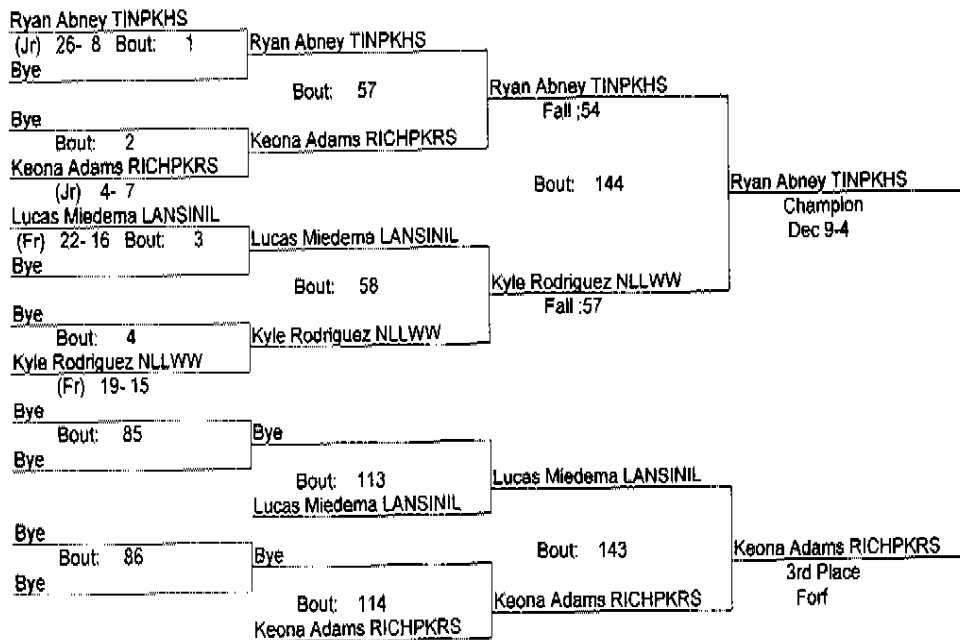 Ryan Abney TINPKHS
(Jr) 26- 8 Bout: 1
Bye
Ryan Abney TINPKHS
Bout: 57
Bye
Bout: 2
Keona Adams RICHPKRS
(Jr) 4- 7
Keona Adams RICHPKRS
Ryan Abney TINPKHS
Fall ;54
Lucas Miedema LANSINIL
(Fr) 22- 16 Bout: 3
Bye
Lucas Miedema LANSINIL
Bout: 58
Bye
Bout: 4
Kyle Rodriguez NLLWW
(Fr) 19- 15
Kyle Rodriguez NLLWW
Kyle Rodriguez NLLWW
Fall :57
Bout: 144
Ryan Abney TINPKHS
Champion
Dec 9-4
Bye
Bout: 85
Bye
Bye
Bout: 113
Lucas Miedema LANSINIL
Lucas Miedema LANSINIL
Bye
Bout: 86
Bye
Bye
Bout: 114
Keona Adams RICHPKRS
Keona Adams RICHPKRS
Bout: 143
Keona Adams RICHPKRS
3rd Place
Forf